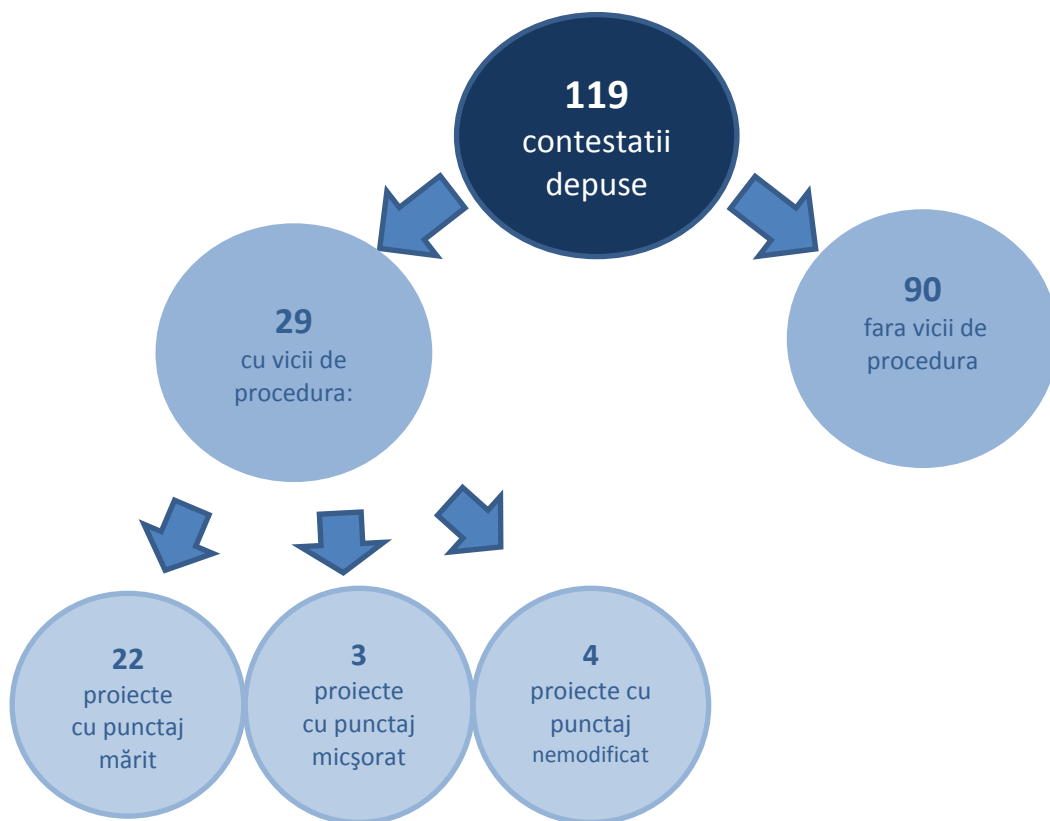 119
contestatii
depuse
29
cu vicii de
procedura:
90
fara vicii de
procedura
22
proiecte
cu punctaj
mărit
3
proiecte
cu punctaj
micşorat
4
proiecte cu
punctaj
nemodificat